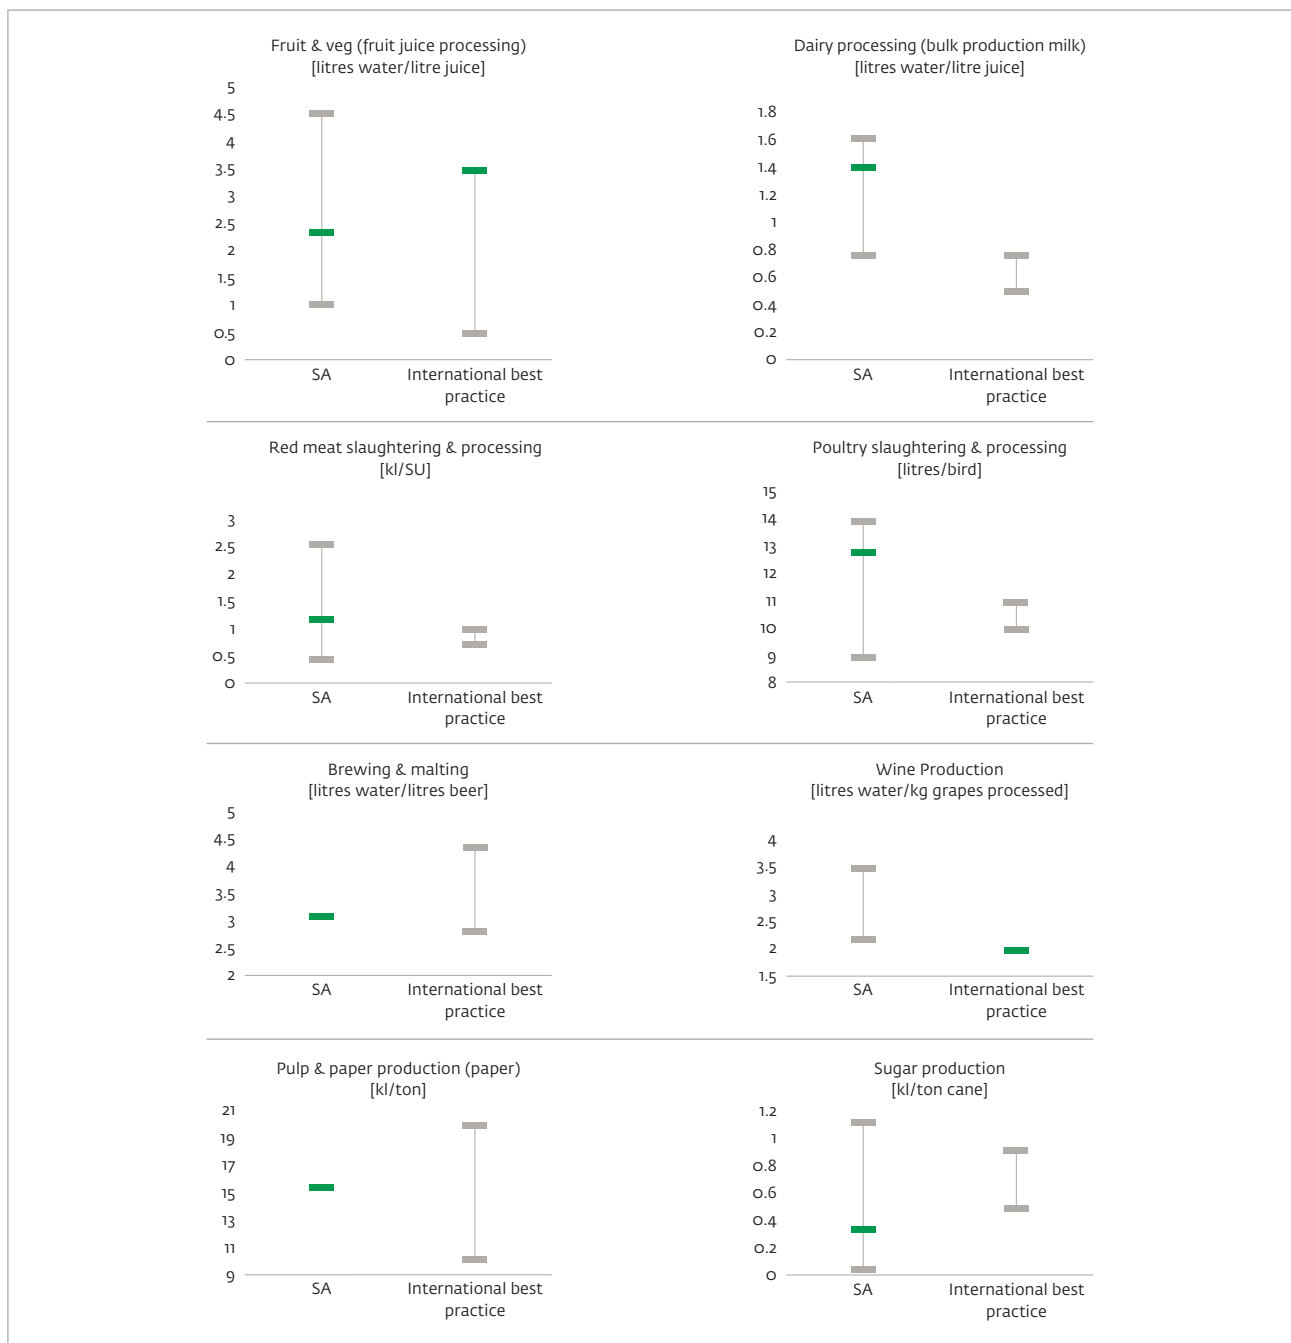 Fruit & veg (fruit juice processing)
[litres water/litre juice]
5
4.5
4
3.5
3
2.5
2
1.5
1
0.5
0
SA
International best
practice
Dairy processing (bulk production milk)
[litres water/litre juice]
1.8
1.6
1.4
1.2
1
0.8
0.6
0.4
0.2
0
SA
International best
practice
Red meat slaughtering & processing
[kl/SU]
3
2.5
2
1.5
1
0.5
0
SA
International best
practice
Poultry slaughtering & processing
[litres/bird]
15
14
13
12
11
10
9
8
SA
International best
practice
Brewing & malting
[litres water/litres beer]
5
4.5
4
3.5
3
2.5
2
SA
International best
practice
Wine Production
[litres water/kg grapes processed]
4
3.5
3
2.5
2
1.5
SA
International best
practice
Pulp & paper production (paper)
[kl/ton]
21
19
17
15
13
11
9
SA
International best
practice
Sugar production
[kl/ton cane]
1.2
1
0.8
0.6
0.4
0.2
0
SA
International best
practice